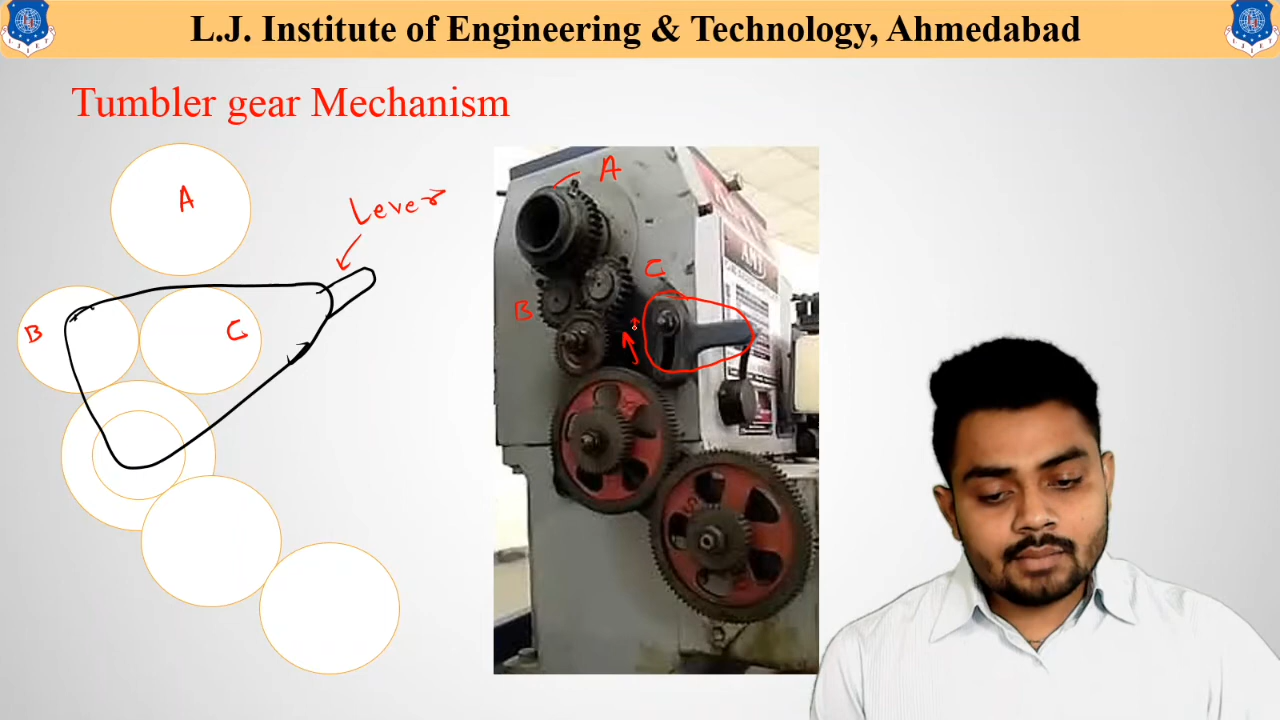 L.J. Institute of Engineering & Technology, Ahmedabad
Tumbler gear Mechanism
A
Lever
B
C
A
C
B